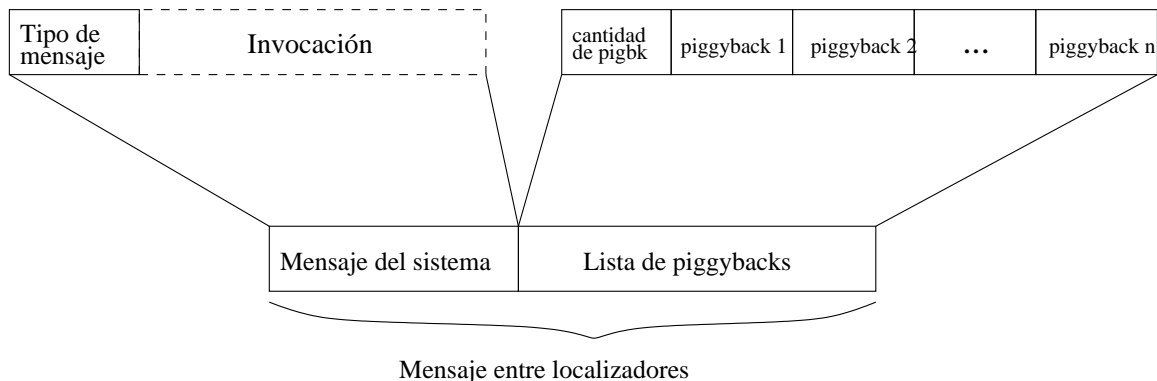 Tipo de
mensaje
Invocación
cantidad
de pigbk
piggyback 1
piggyback 2
...
piggyback n
Mensaje del sistema
Lista de piggybacks
Mensaje entre localizadores